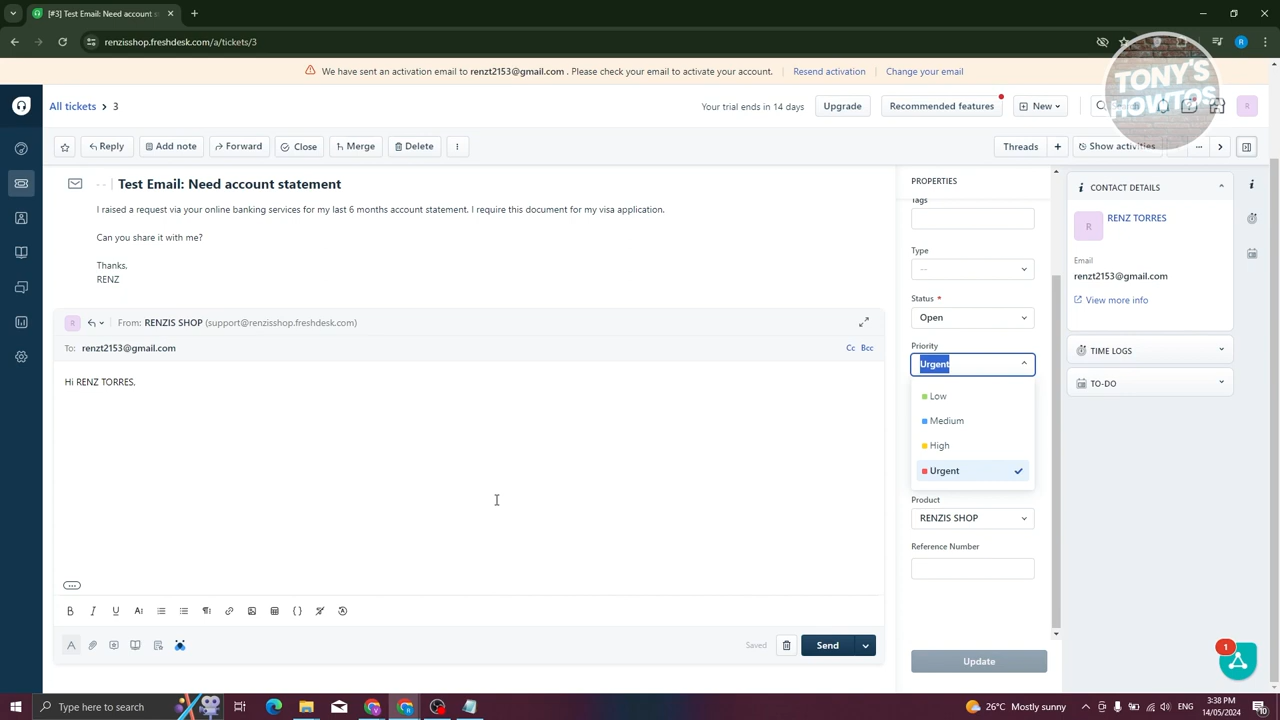 [#3] Test Email: Need account s
renzisshop.freshdesk.com/a/tickets/3
We have sent an activation email to renzt2153@gmail.com . Please check your email to activate your account.
Resend activation
Change your email
TONY'S
HOWTOS
All tickets > 3
Your trial ends in 14 days
Upgrade
Recommended features
New
R
Reply
Add note
Forward
Close
Merge
Delete
Threads
Show activities
-- Test Email: Need account statement
I raised a request via your online banking services for my last 6 months account statement. I require this document for my visa application.
Can you share it with me?
Thanks,
RENZ
R
From: RENZIS SHOP (support@renzisshop.freshdesk.com)
To: renzt2153@gmail.com
Cc Bcc
Hi RENZ TORRES,
Saved
Send
PROPERTIES
Tags
Type
--
Status *
Open
Priority
Urgent
Low
Medium
High
Urgent
Product
RENZIS SHOP
Reference Number
Update
CONTACT DETAILS
R
RENZ TORRES
Email
renzt2153@gmail.com
View more info
TIME LOGS
TO-DO
1
Type here to search
26°C Mostly sunny
3:38 PM
14/05/2024
10